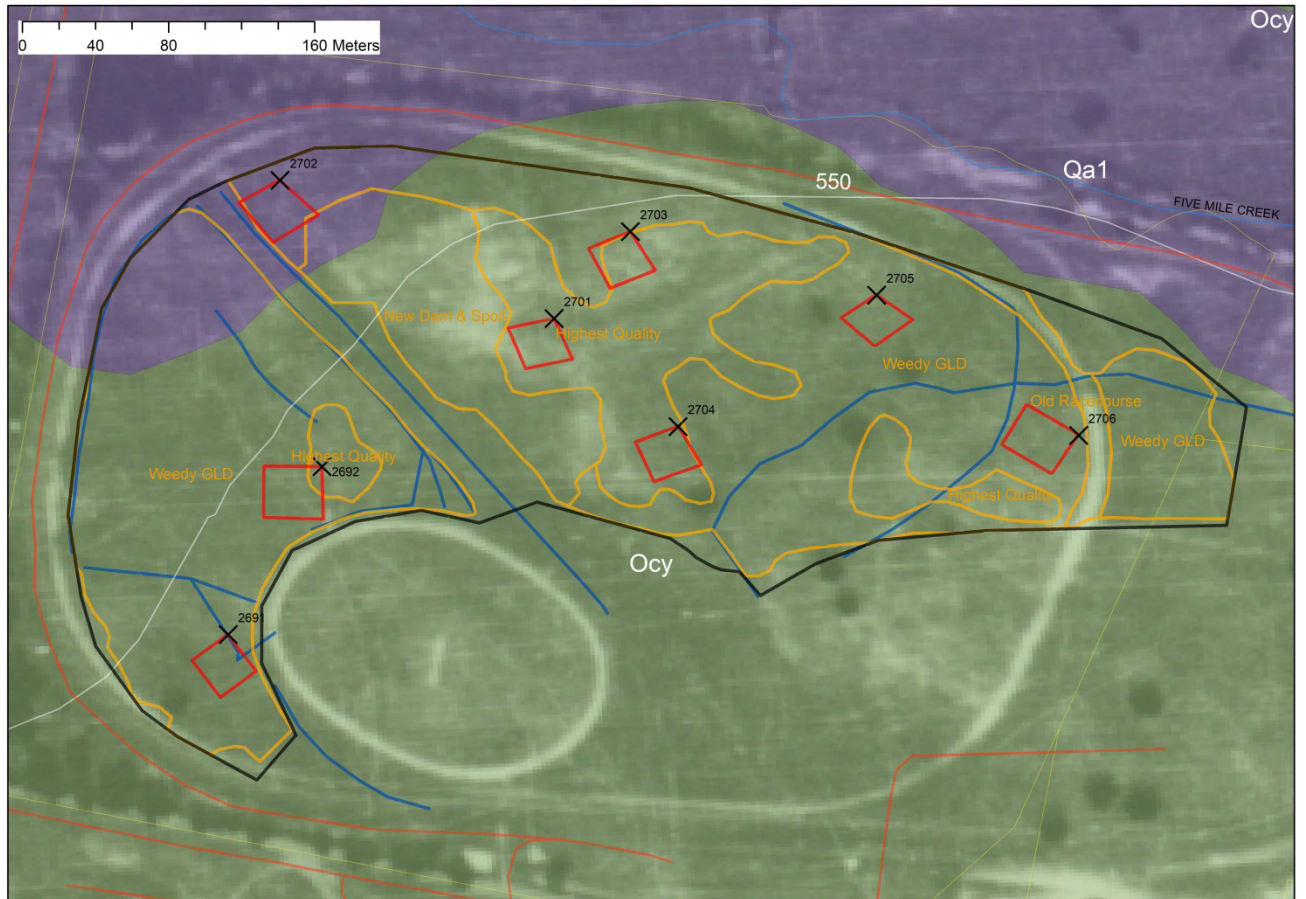 Ocy
0 40 80 160 Meters
2702
Qa1
550
FIVE MILE CREEK
2703
2705
2701
New Dam & Spoil
Highest Quality
Weedy GLD
Old Racecourse
2704
2706
Weedy GLD
Highest Quality
Weedy GLD
2692
Highest Quality
Ocy
2691